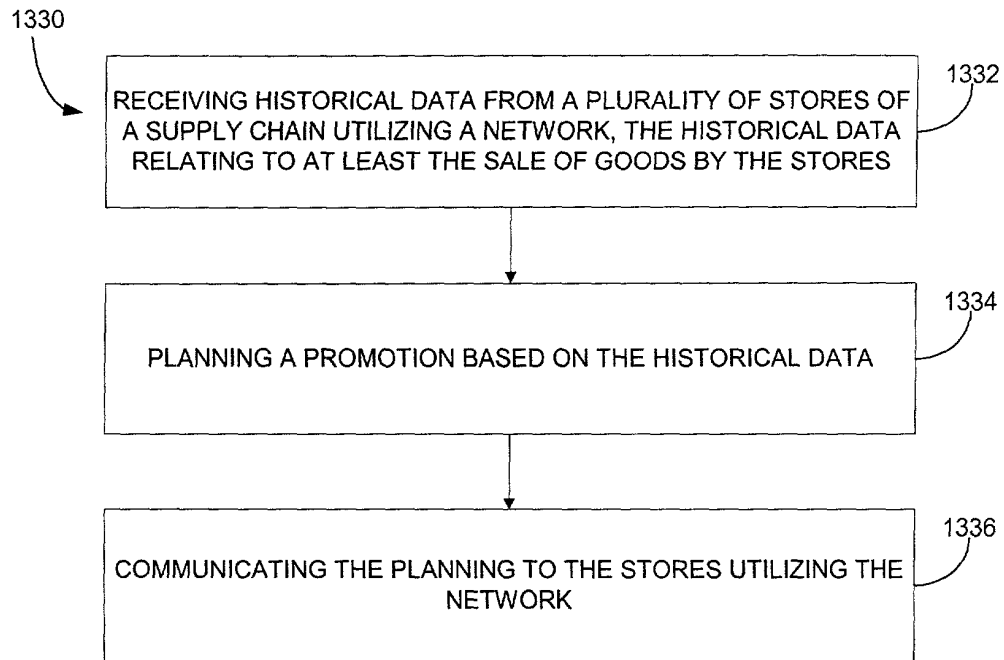 1330
1332
RECEIVING HISTORICAL DATA FROM A PLURALITY OF STORES OF
A SUPPLY CHAIN UTILIZING A NETWORK, THE HISTORICAL DATA
RELATING TO AT LEAST THE SALE OF GOODS BY THE STORES
1334
PLANNING A PROMOTION BASED ON THE HISTORICAL DATA
1336
COMMUNICATING THE PLANNING TO THE STORES UTILIZING THE
NETWORK